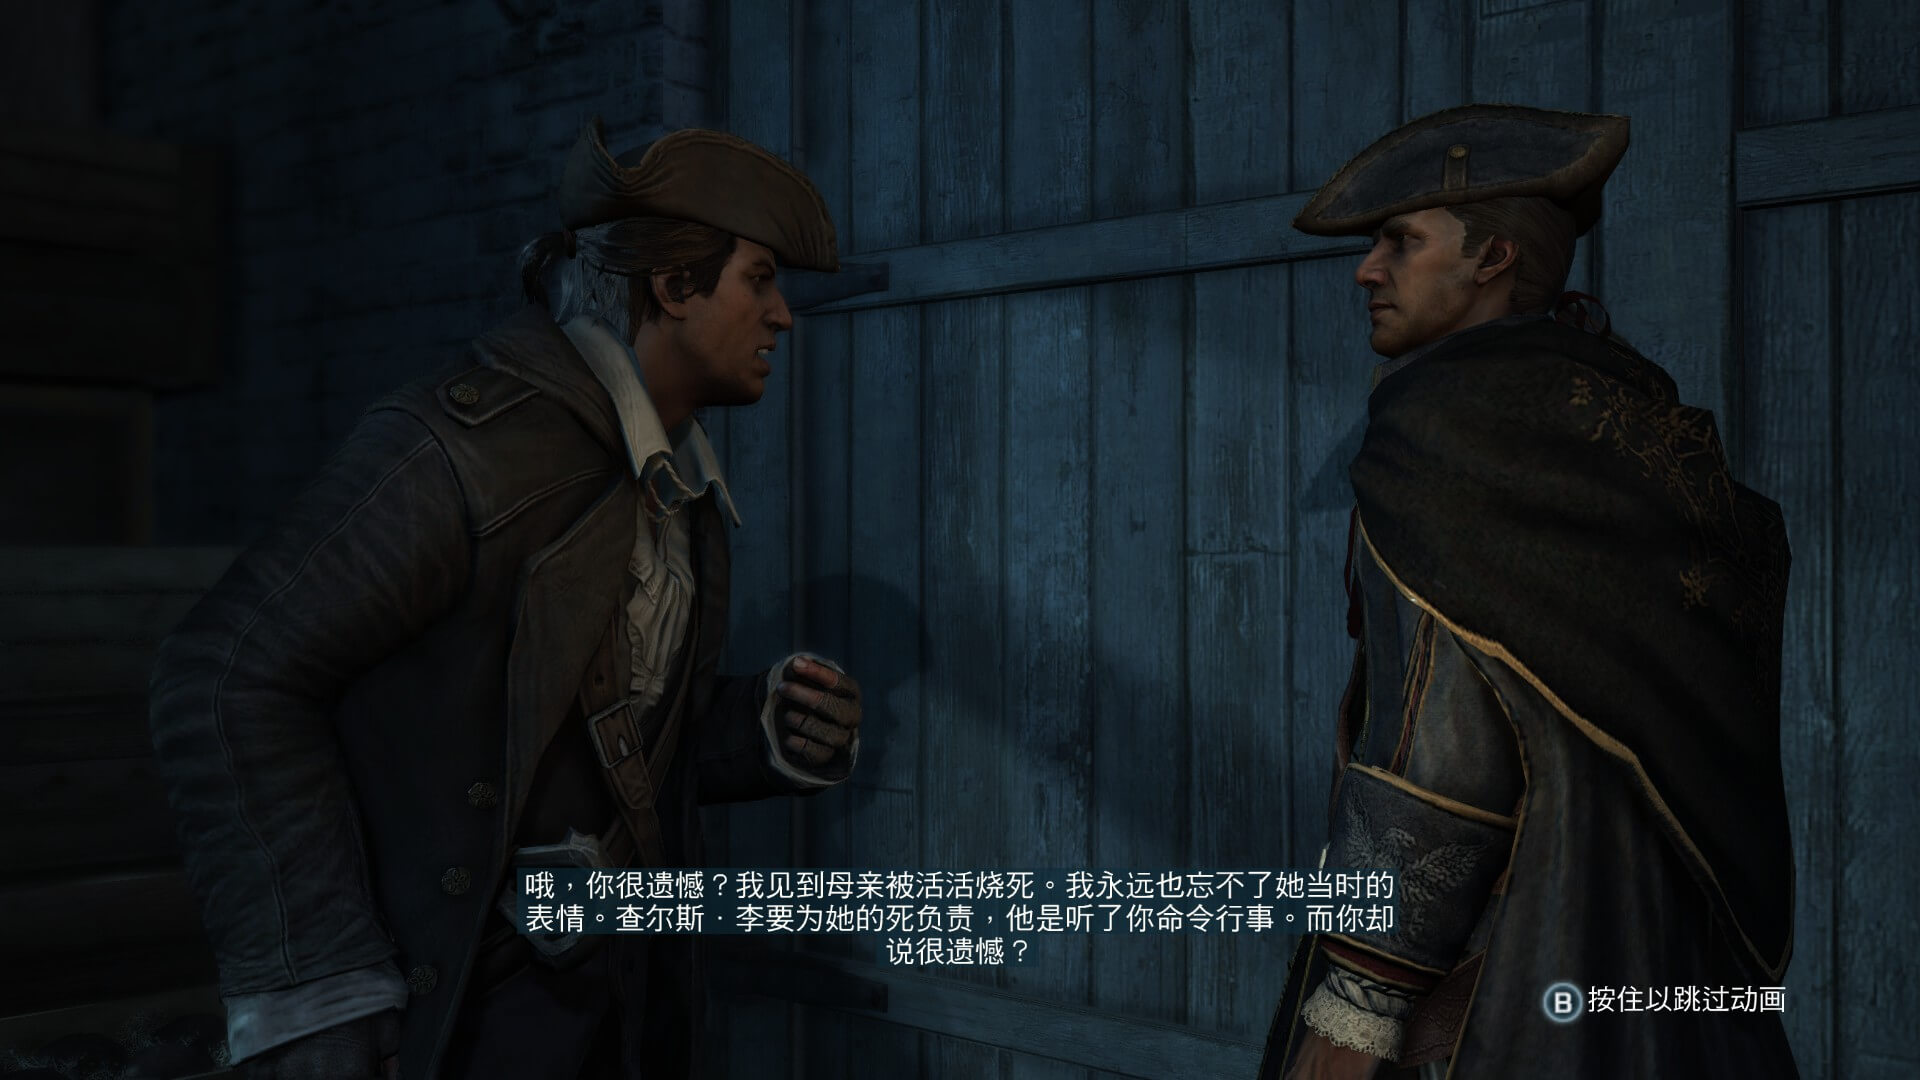 哦，你很遗憾？我见到母亲被活活烧死。我永远也忘不了她当时的
表情。查尔斯·李要为她的死负责，他是听了你命令行事。而你却
说很遗憾？
B 按住以跳过动画